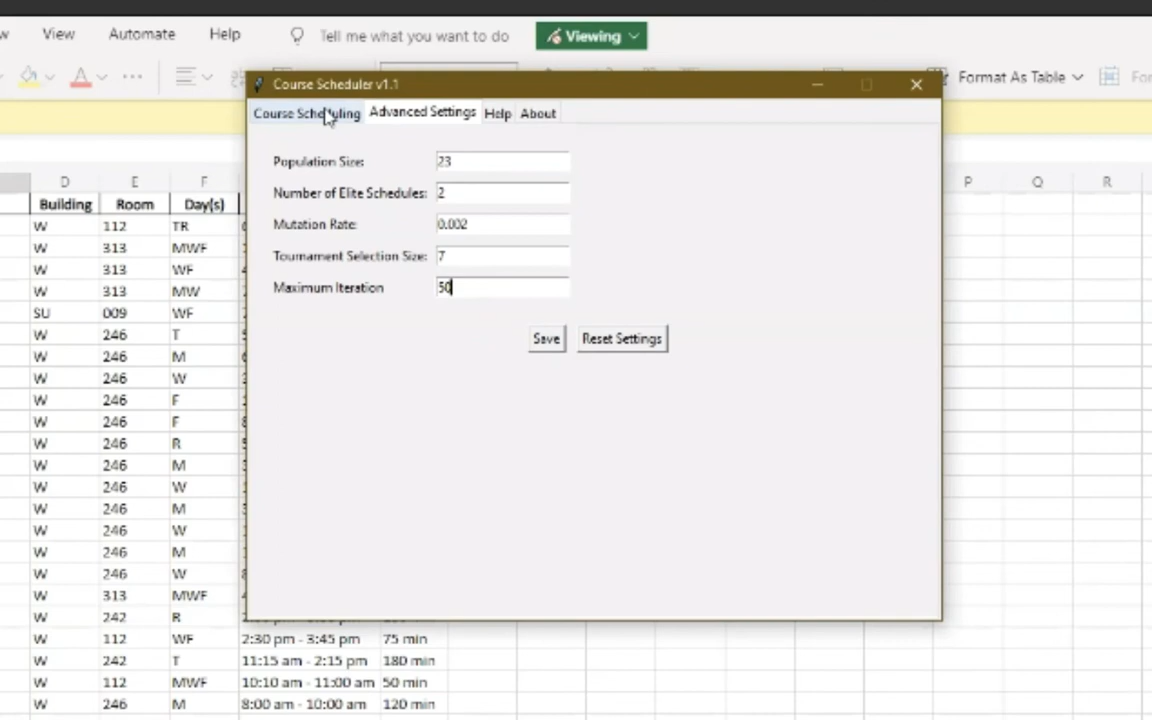 View Automate Help Tell me what you want to do Viewing
Format As Table
Course Scheduler v1.1
Course Scheduling Advanced Settings Help About
Population Size: 23
Number of Elite Schedules: 2
Mutation Rate: 0.002
Tournament Selection Size: 7
Maximum Iteration 50
Save Reset Settings
D E F P Q R
Building Room Day(s)
W 112 TR
W 313 MWF
W 313 WF
W 313 MW
SU 009 WF
W 246 T
W 246 M
W 246 W
W 246 F
W 246 F
W 246 R
W 246 M
W 246 W
W 246 M
W 246 W
W 246 M
W 246 W
W 313 MWF
W 242 R
W 112 WF 2:30 pm - 3:45 pm 75 min
W 242 T 11:15 am - 2:15 pm 180 min
W 112 MWF 10:10 am - 11:00 am 50 min
W 246 M 8:00 am - 10:00 am 120 min